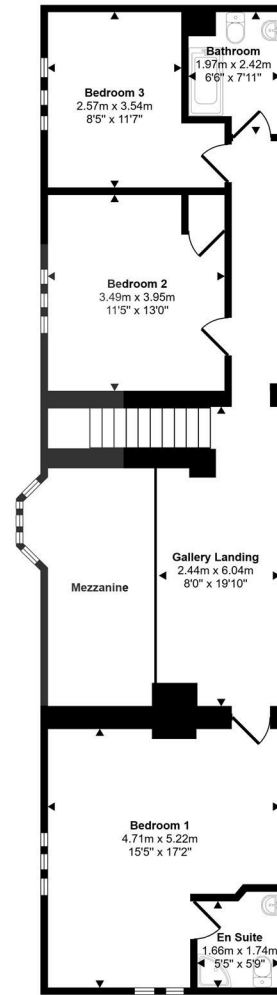 Bathroom
1.97m x 2.42m
6'6" x 7'11"
Bedroom 3
2.57m x 3.54m
8'5" x 11'7"
Bedroom 2
3.49m x 3.95m
11'5" x 13'0"
Gallery Landing
2.44m x 6.04m
8'0" x 19'10"
Mezzanine
Bedroom 1
4.71m x 5.22m
15'5" x 17'2"
En Suite
1.66m x 1.74m
5'5" x 5'9"